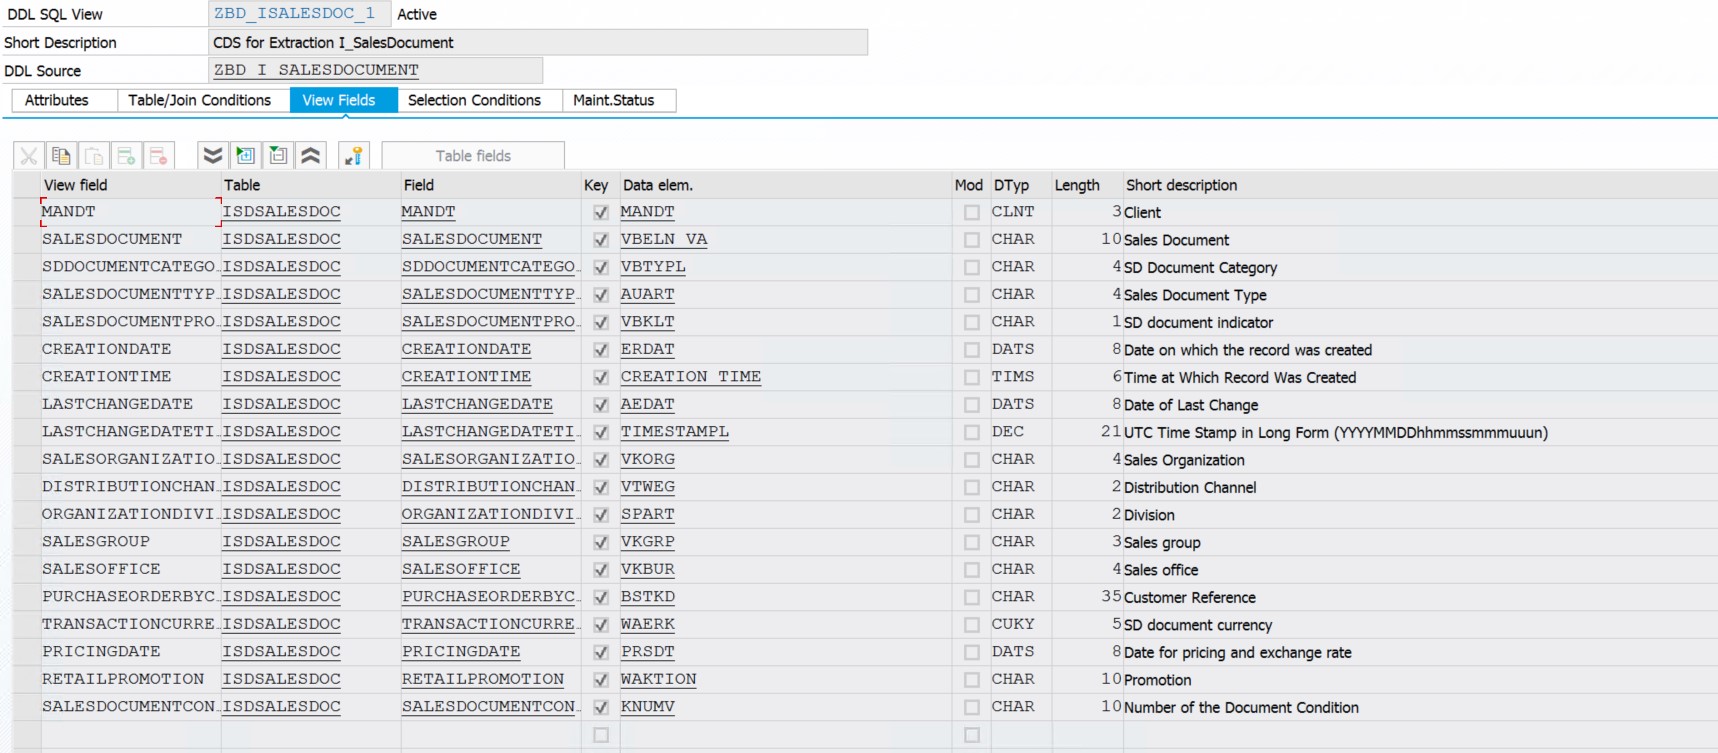 DDL SQL View ZBD_ISALESDOC_1 Active
Short Description CDS for Extraction I_SalesDocument
DDL Source ZBD_I_SALESDOCUMENT
Attributes Table/Join Conditions View Fields Selection Conditions Maint.Status
Table fields
View field Table Field Key Data elem. Mod DTyp Length Short description
MANDT ISDSALESDOC MANDT MANDT CLNT 3 Client
SALESDOCUMENT ISDSALESDOC SALESDOCUMENT VBELN_VA CHAR 10 Sales Document
SDDOCUMENTCATEGO… ISDSALESDOC SDDOCUMENTCATEGO… VBTYPL CHAR 4 SD Document Category
SALESDOCUMENTTYP… ISDSALESDOC SALESDOCUMENTTYP… AUART CHAR 4 Sales Document Type
SALESDOCUMENTPRO… ISDSALESDOC SALESDOCUMENTPRO… VBKLT CHAR 1 SD document indicator
CREATIONDATE ISDSALESDOC CREATIONDATE ERDAT DATS 8 Date on which the record was created
CREATIONTIME ISDSALESDOC CREATIONTIME CREATION_TIME TIMS 6 Time at Which Record Was Created
LASTCHANGEDATE ISDSALESDOC LASTCHANGEDATE AEDAT DATS 8 Date of Last Change
LASTCHANGEDATETI… ISDSALESDOC LASTCHANGEDATETI… TIMESTAMPL DEC 21 UTC Time Stamp in Long Form (YYYYMMDDhhmmssmmmuuun)
SALESORGANIZATIO… ISDSALESDOC SALESORGANIZATIO… VKORG CHAR 4 Sales Organization
DISTRIBUTIONCHAN… ISDSALESDOC DISTRIBUTIONCHAN… VTWEG CHAR 2 Distribution Channel
ORGANIZATIONDIVI… ISDSALESDOC ORGANIZATIONDIVI… SPART CHAR 2 Division
SALESGROUP ISDSALESDOC SALESGROUP VKGRP CHAR 3 Sales group
SALESOFFICE ISDSALESDOC SALESOFFICE VKBUR CHAR 4 Sales office
PURCHASEORDERBYC… ISDSALESDOC PURCHASEORDERBYC… BSTKD CHAR 35 Customer Reference
TRANSACTIONCURRE… ISDSALESDOC TRANSACTIONCURRE… WAERK CUKY 5 SD document currency
PRICINGDATE ISDSALESDOC PRICINGDATE PRSDT DATS 8 Date for pricing and exchange rate
RETAILPROMOTION ISDSALESDOC RETAILPROMOTION WAKTION CHAR 10 Promotion
SALESDOCUMENTCON… ISDSALESDOC SALESDOCUMENTCON… KNUMV CHAR 10 Number of the Document Condition